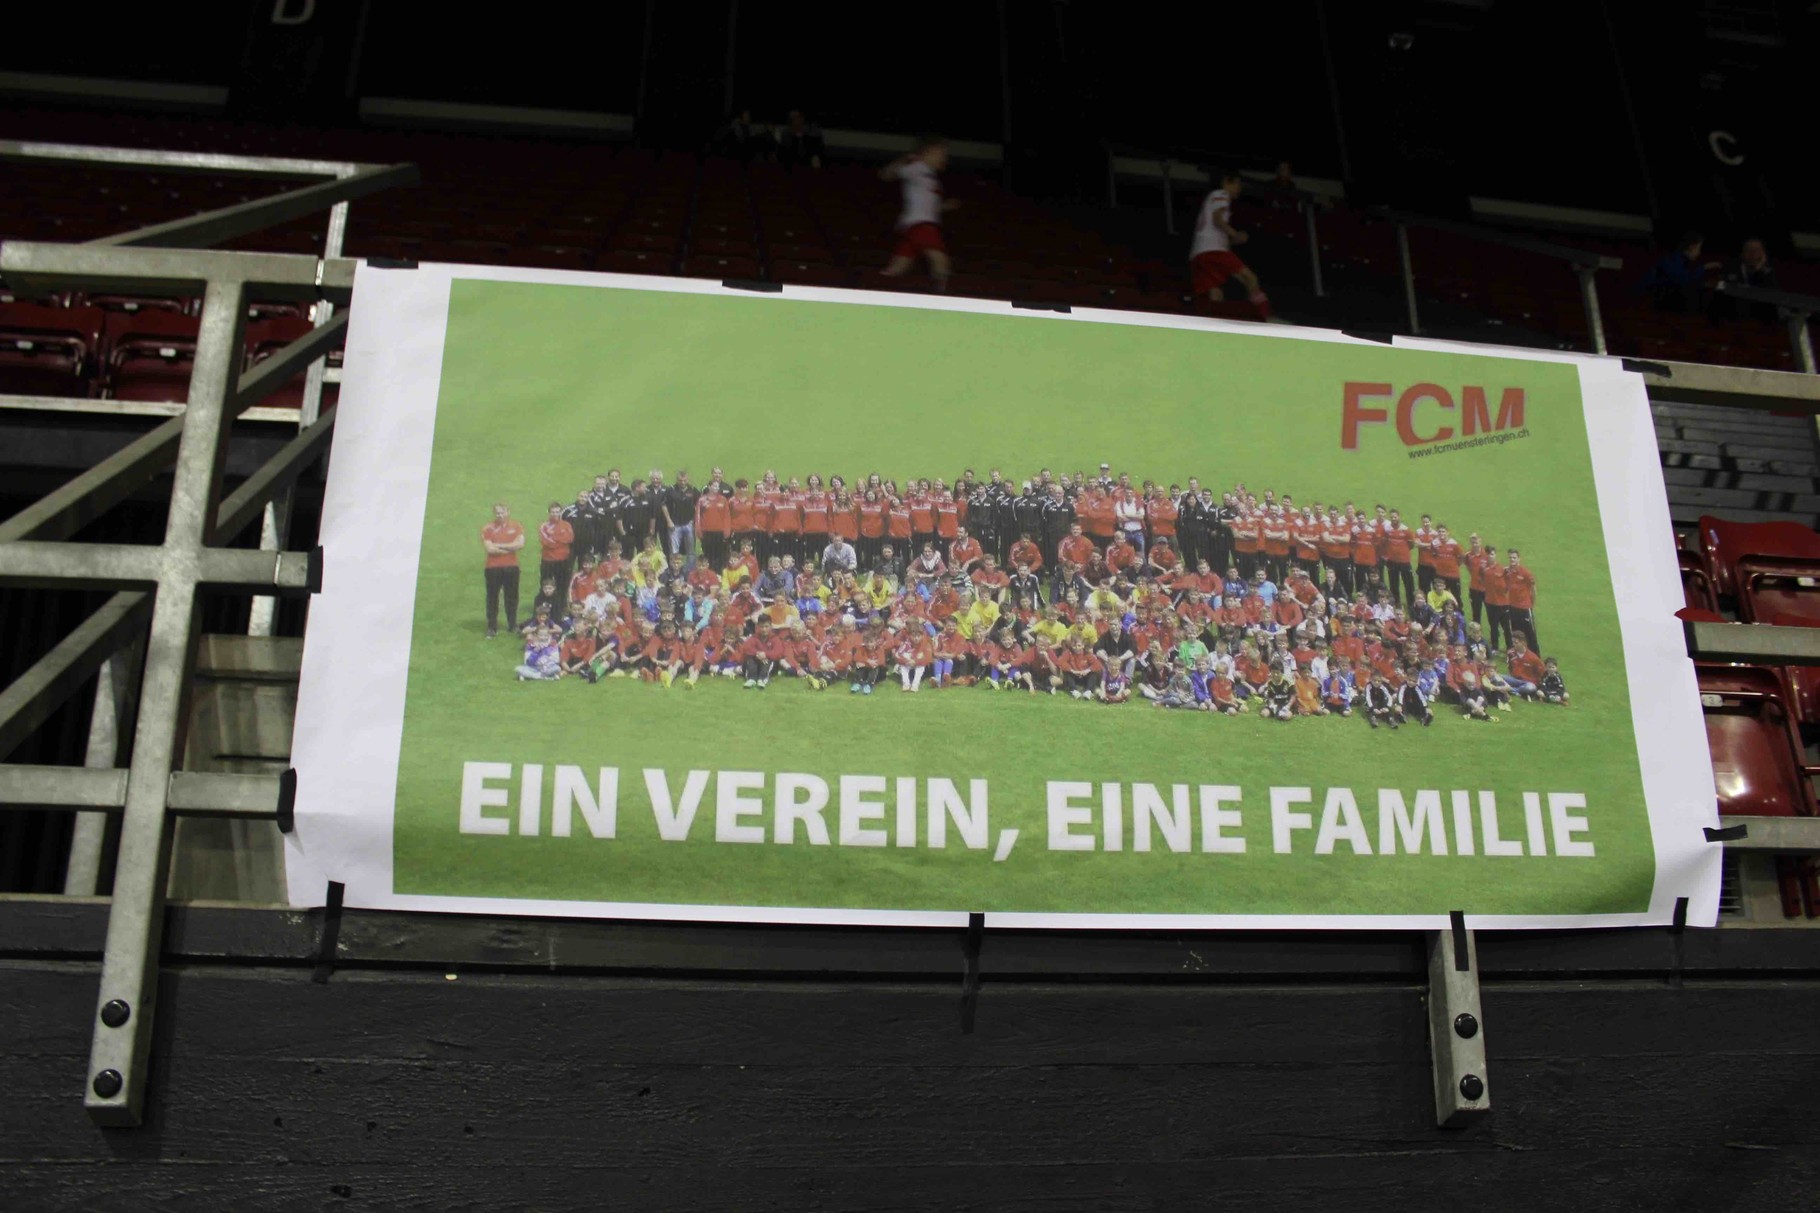 D
C
FCM
www.fcmuensterlingen.ch
EIN VEREIN, EINE FAMILIE